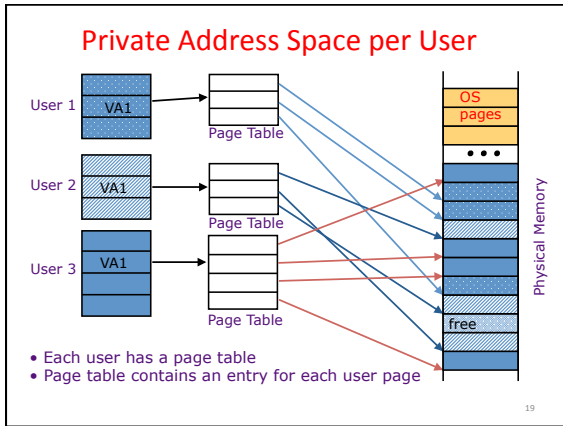 Private Address Space per User
User 1
VA1
Page Table
User 2
VA1
Page Table
User 3
VA1
Page Table
OS
pages
• • •
free
Physical Memory
• Each user has a page table
• Page table contains an entry for each user page
19